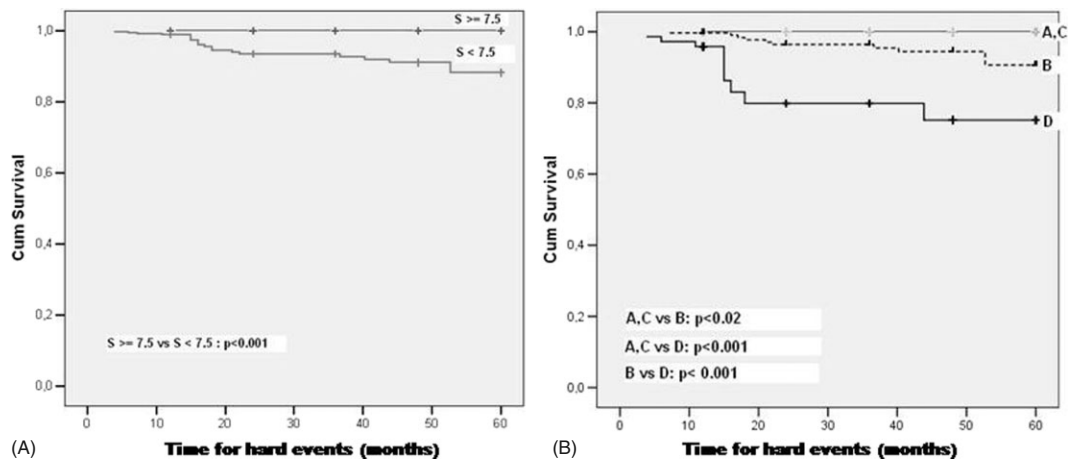 S >= 7.5
S < 7.5
1,0
0,8
0,6
0,4
0,2
0,0
Cum Survival
S >= 7.5 vs S < 7.5 : p<0.001
0 10 20 30 40 50 60
Time for hard events (months)
(A)
A,C
B
D
1,0
0,8
0,6
0,4
0,2
0,0
Cum Survival
A,C vs B: p<0.02
A,C vs D: p<0.001
B vs D: p< 0.001
0 10 20 30 40 50 60
Time for hard events (months)
(B)